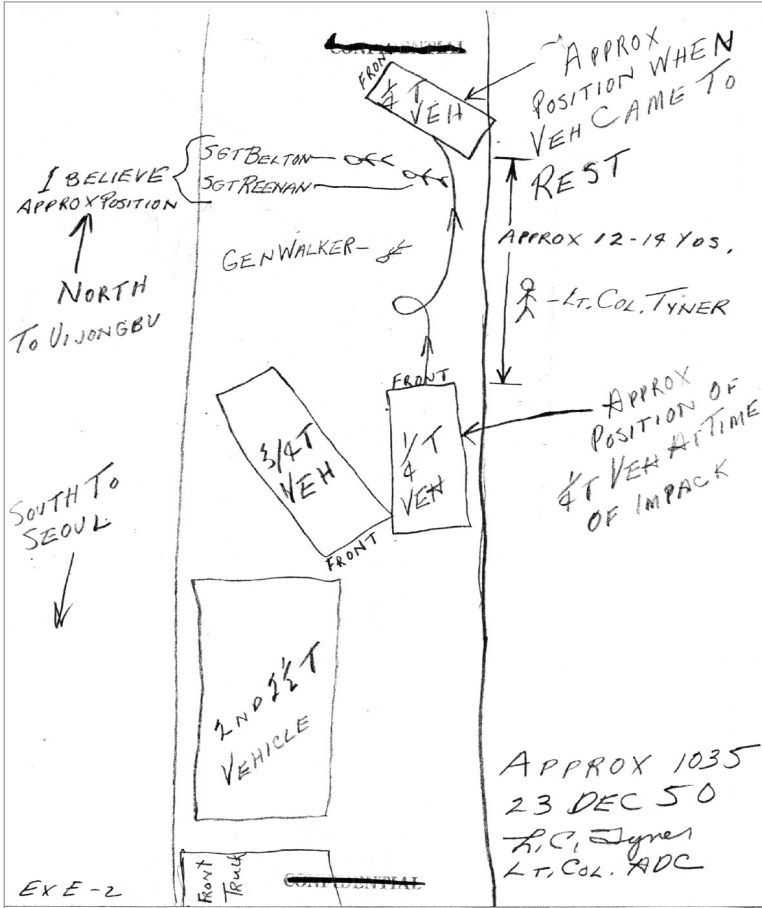 CONFIDENTIAL
FRONT
1/4 T
VEH
APPROX
POSITION WHEN
VEH CAME TO
REST
SGT BELTON
SGT REENAN
I BELIEVE
APPROX POSITION
GEN WALKER-
APPROX 12-14 YDS.
-LT. COL. TYNER
NORTH
TO UIJONGBU
FRONT
1/4 T
VEH
3/4 T
VEH
FRONT
APPROX
POSITION OF
1/4 T VEH AT TIME
OF IMPACK
SOUTH TO
SEOUL
2ND 2 1/2 T
VEHICLE
APPROX 1035
23 DEC 50
L.C. Tyner
LT. COL. ADC
FRONT
TRUCK
CONFIDENTIAL
EX E-2